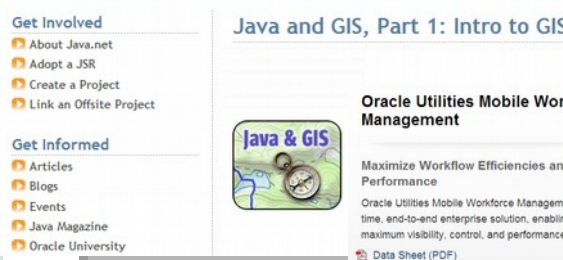 Get Involved
About Java.net
Adopt a JSR
Create a Project
Link an Offsite Project
Get Informed
Articles
Blogs
Events
Java Magazine
Oracle University
Java and GIS, Part 1: Intro to GIS
Java & GIS
Oracle Utilities Mobile Wor
Management
Maximize Workflow Efficiencies an
Performance
Oracle Utilities Mobile Workforce Managem
time, end-to-end enterprise solution, enablin
maximum visibility, control, and performance
Data Sheet (PDF)